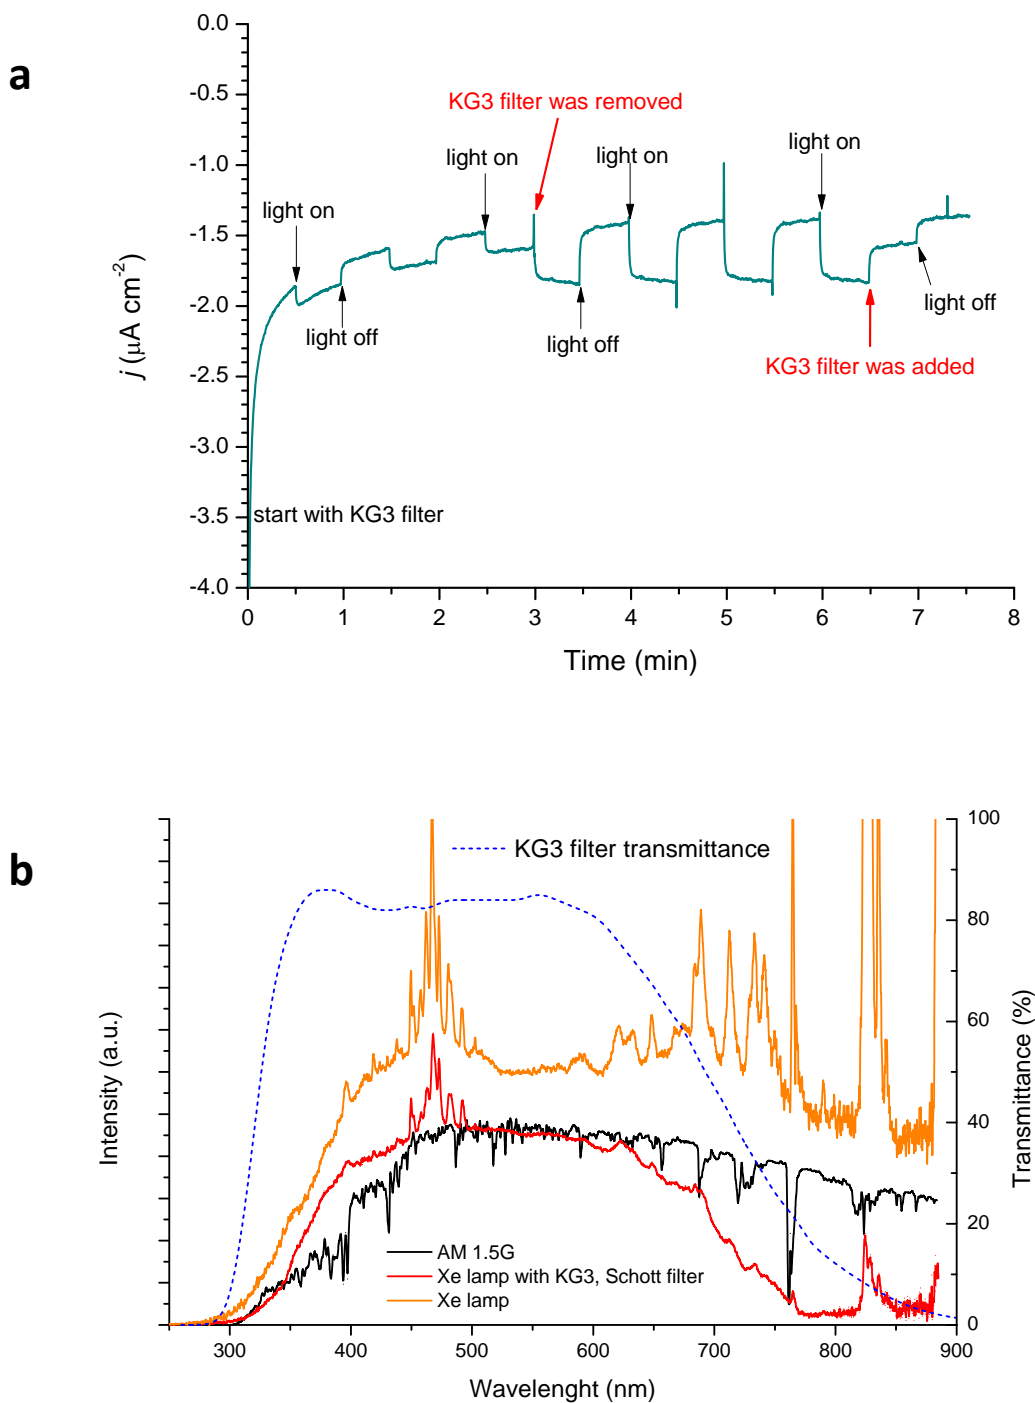 a
0.0
-0.5
-1.0
-1.5
-2.0
-2.5
-3.0
-3.5
-4.0
j (μA cm-2)
KG3 filter was removed
light on
light on
light on
light on
light off
light off
light off
KG3 filter was added
start with KG3 filter
0 1 2 3 4 5 6 7 8
Time (min)
b
KG3 filter transmittance
100
80
60
40
20
0
Intensity (a.u.)
Transmittance (%)
AM 1.5G
Xe lamp with KG3, Schott filter
Xe lamp
300 400 500 600 700 800 900
Wavelenght (nm)